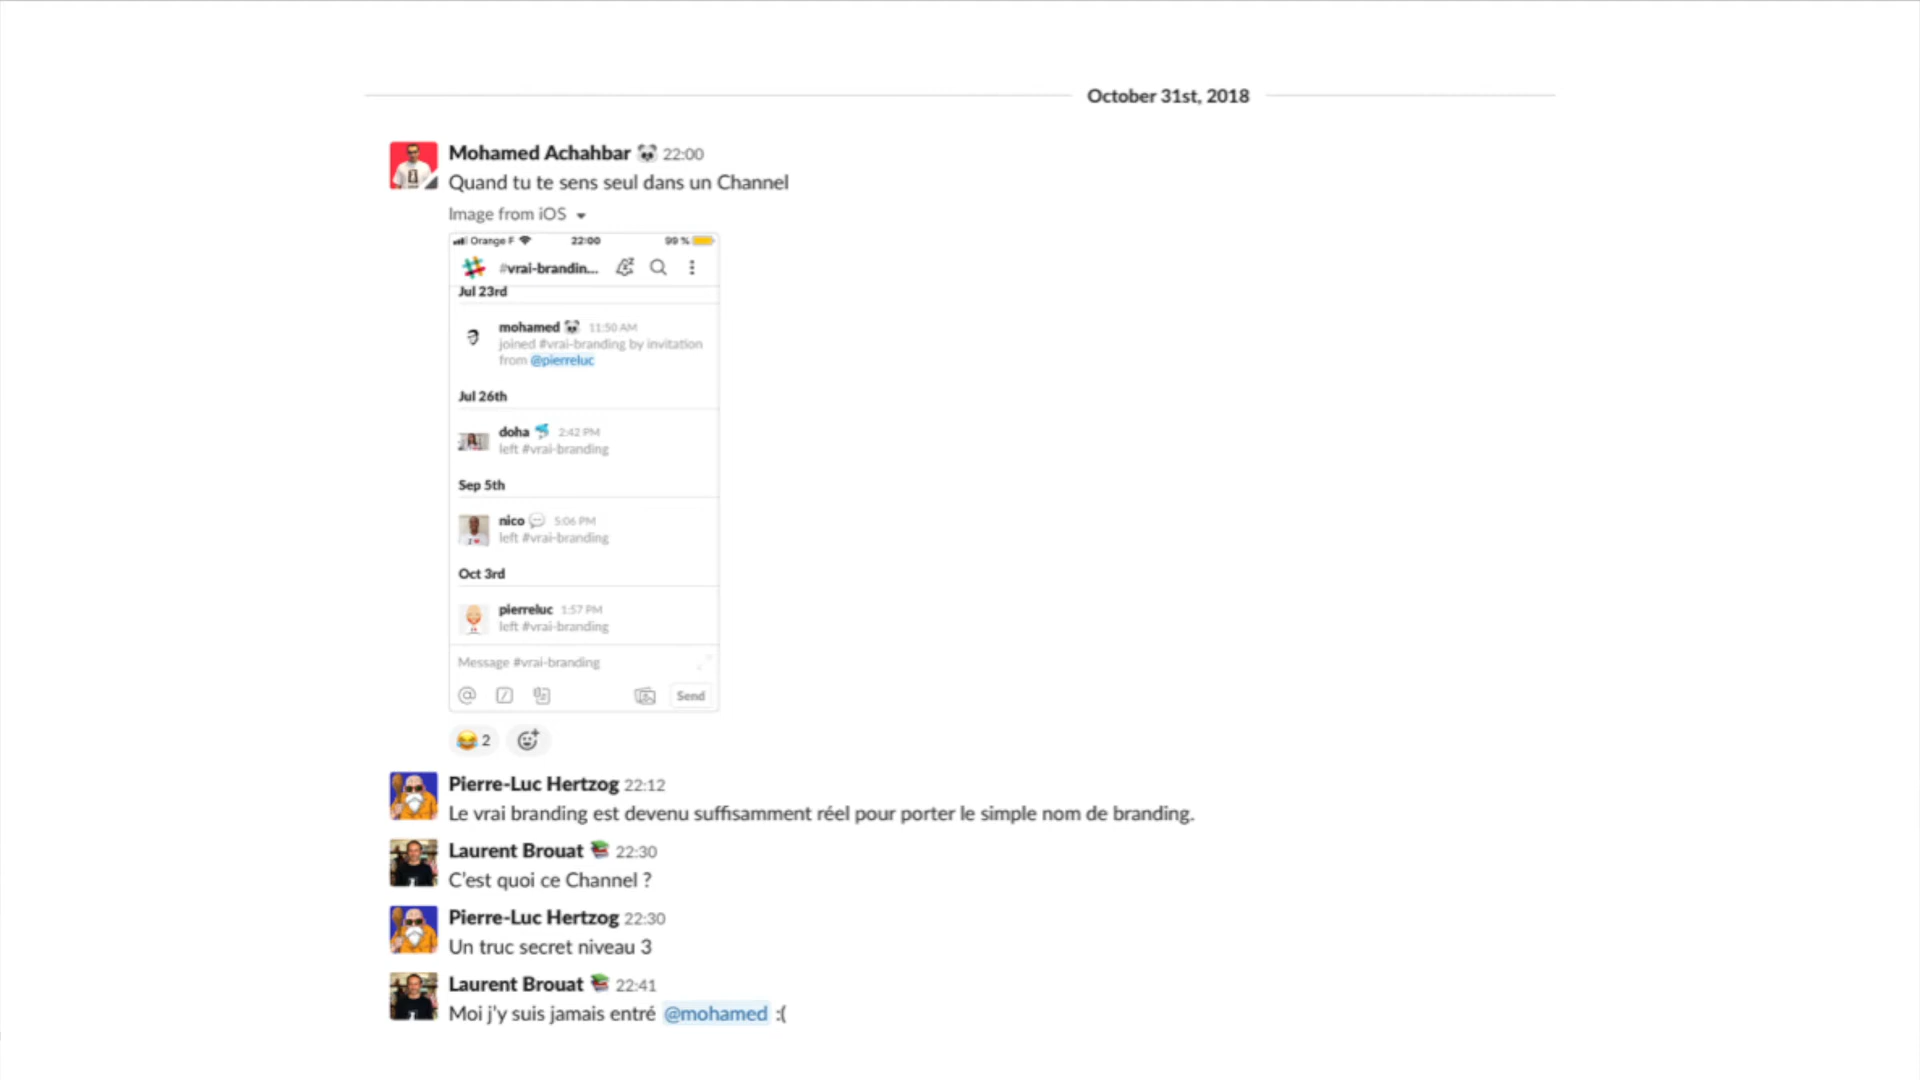 October 31st, 2018
Mohamed Achahbar 🐼 22:00
Quand tu te sens seul dans un Channel
Image from iOS
Orange F 22:00 99 %
#vrai-brandin...
Jul 23rd
mohamed 🐼 11:50 AM
joined #vrai-branding by invitation
from @pierreluc
Jul 26th
doha 2:42 PM
left #vrai-branding
Sep 5th
nico 💬 5:06 PM
left #vrai-branding
Oct 3rd
pierreluc 1:57 PM
left #vrai-branding
Message #vrai-branding
Send
😂 2
Pierre-Luc Hertzog 22:12
Le vrai branding est devenu suffisamment réel pour porter le simple nom de branding.
Laurent Brouat 📚 22:30
C'est quoi ce Channel ?
Pierre-Luc Hertzog 22:30
Un truc secret niveau 3
Laurent Brouat 📚 22:41
Moi j'y suis jamais entré @mohamed :(